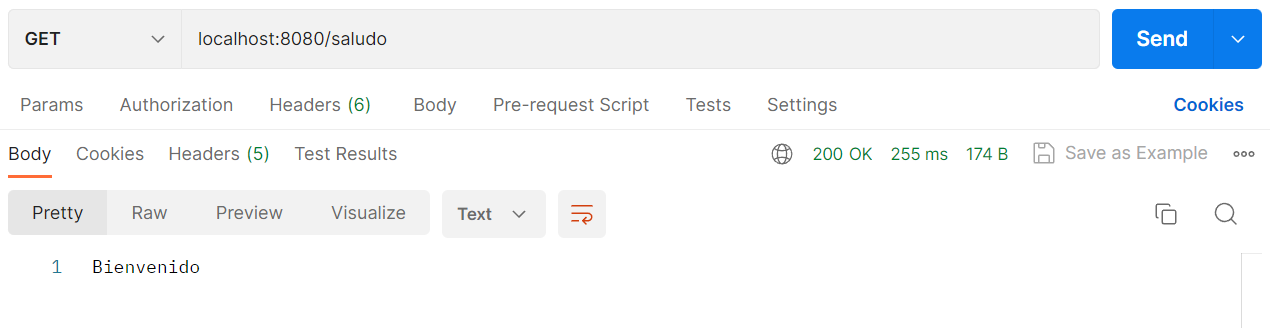 GET localhost:8080/saludo Send
Params Authorization Headers (6) Body Pre-request Script Tests Settings Cookies
Body Cookies Headers (5) Test Results 200 OK 255 ms 174 B Save as Example
Pretty Raw Preview Visualize Text
1 Bienvenido